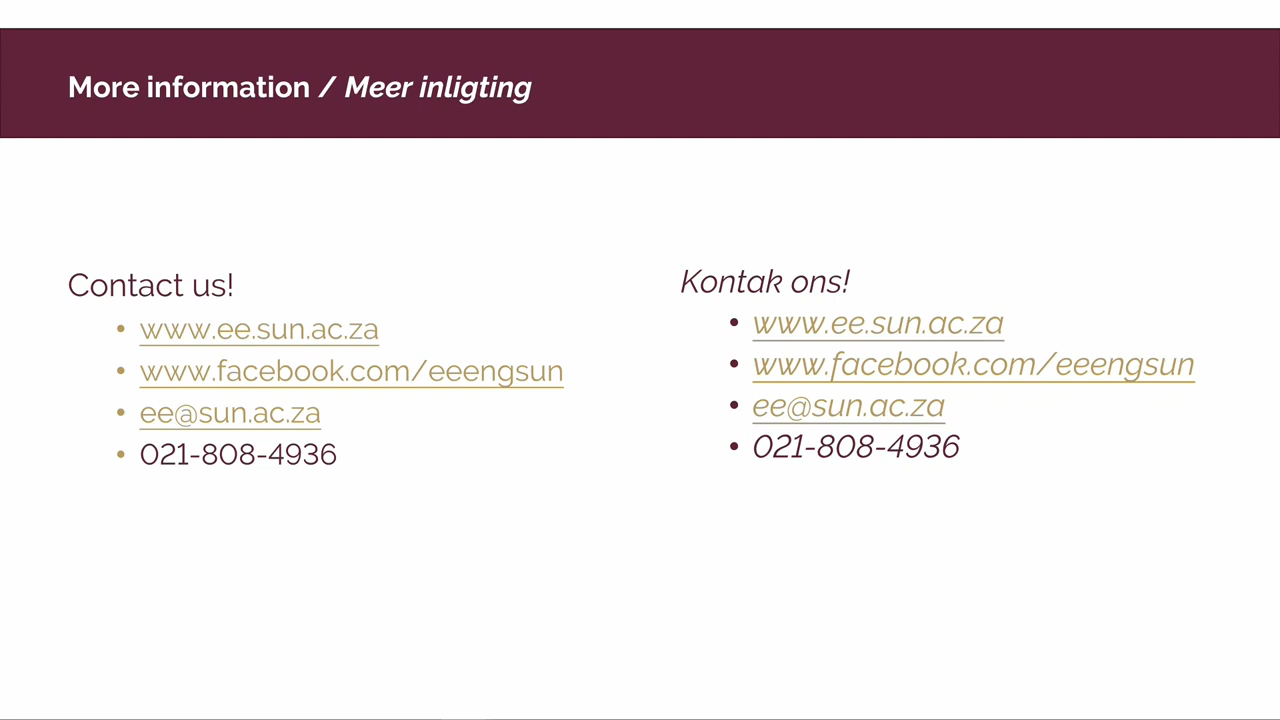 More information / Meer inligting
Contact us!
• www.ee.sun.ac.za
• www.facebook.com/eeengsun
• ee@sun.ac.za
• 021-808-4936
Kontak ons!
• www.ee.sun.ac.za
• www.facebook.com/eeengsun
• ee@sun.ac.za
• 021-808-4936